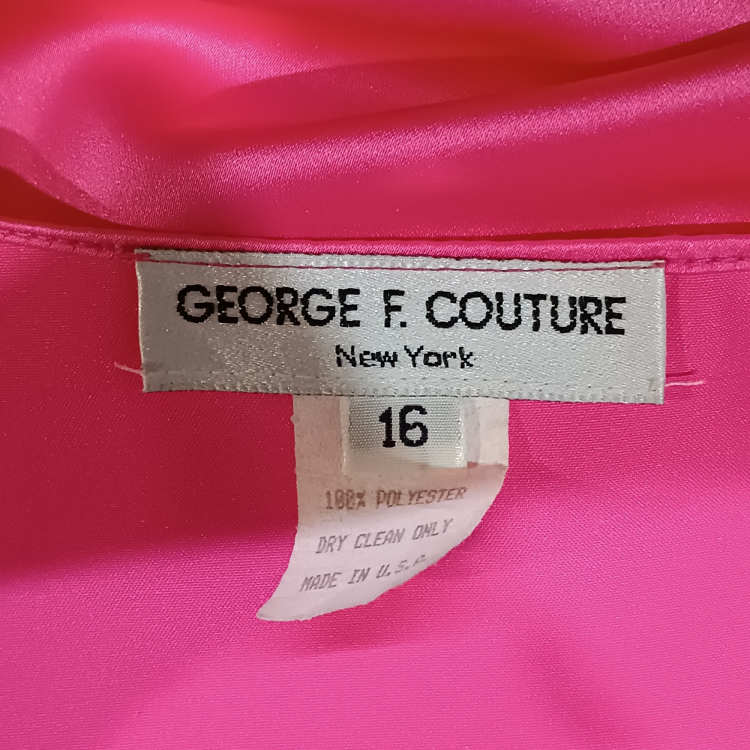 GEORGE F. COUTURE
New York
16
100% POLYESTER
DRY CLEAN ONLY
MADE IN U.S.A.